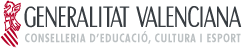 GENERALITAT VALENCIANA
CONSELLERIA D'EDUCACIÓ, CULTURA I ESPORT